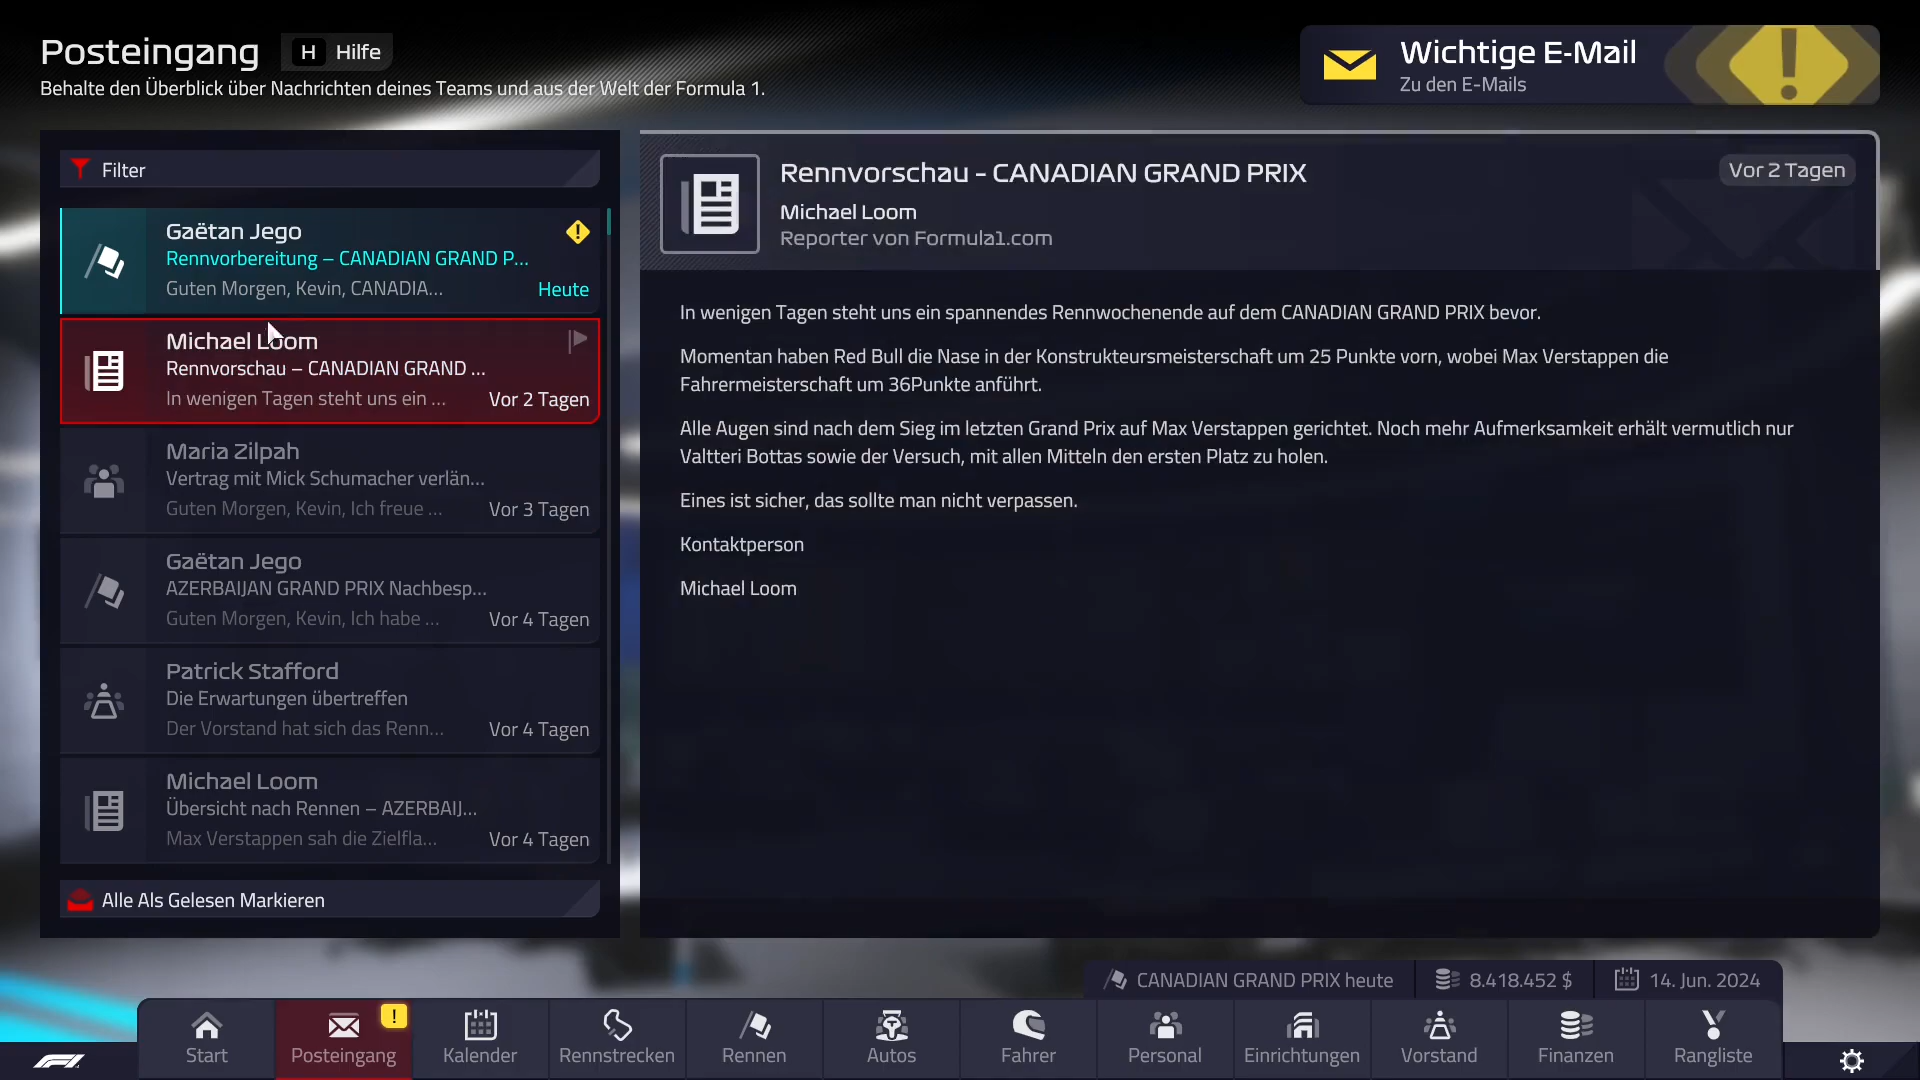 Posteingang
H Hilfe
Behalte den Überblick über Nachrichten deines Teams und aus der Welt der Formula 1.
Wichtige E-Mail
Zu den E-Mails
Filter
Gaëtan Jego
Rennvorbereitung – CANADIAN GRAND P...
Guten Morgen, Kevin, CANADIA...
Heute
Michael Loom
Rennvorschau – CANADIAN GRAND ...
In wenigen Tagen steht uns ein ...
Vor 2 Tagen
Maria Zilpah
Vertrag mit Mick Schumacher verlän...
Guten Morgen, Kevin, Ich freue ...
Vor 3 Tagen
Gaëtan Jego
AZERBAIJAN GRAND PRIX Nachbesp...
Guten Morgen, Kevin, Ich habe ...
Vor 4 Tagen
Patrick Stafford
Die Erwartungen übertreffen
Der Vorstand hat sich das Renn...
Vor 4 Tagen
Michael Loom
Übersicht nach Rennen – AZERBAIJ...
Max Verstappen sah die Zielfla...
Vor 4 Tagen
Alle Als Gelesen Markieren
Rennvorschau - CANADIAN GRAND PRIX
Vor 2 Tagen
Michael Loom
Reporter von Formula1.com
In wenigen Tagen steht uns ein spannendes Rennwochenende auf dem CANADIAN GRAND PRIX bevor.
Momentan haben Red Bull die Nase in der Konstrukteursmeisterschaft um 25 Punkte vorn, wobei Max Verstappen die
Fahrermeisterschaft um 36Punkte anführt.
Alle Augen sind nach dem Sieg im letzten Grand Prix auf Max Verstappen gerichtet. Noch mehr Aufmerksamkeit erhält vermutlich nur
Valtteri Bottas sowie der Versuch, mit allen Mitteln den ersten Platz zu holen.
Eines ist sicher, das sollte man nicht verpassen.
Kontaktperson
Michael Loom
CANADIAN GRAND PRIX heute
8.418.452 $
14. Jun. 2024
Start
Posteingang
Kalender
Rennstrecken
Rennen
Autos
Fahrer
Personal
Einrichtungen
Vorstand
Finanzen
Rangliste